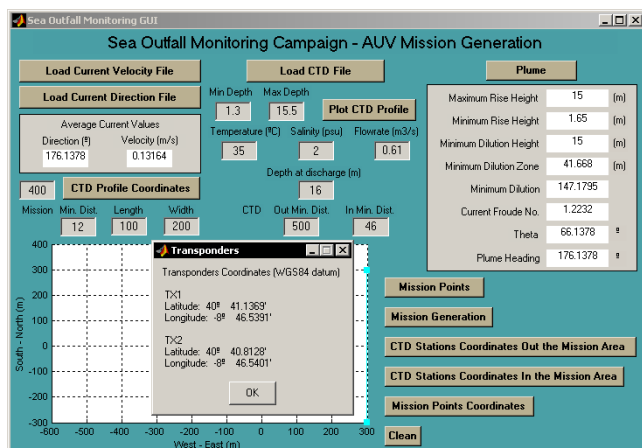 Sea Outfall Monitoring GUI
Sea Outfall Monitoring Campaign - AUV Mission Generation
Load Current Velocity File
Load CTD File
Plume
Load Current Direction File
Min Depth Max Depth
1.3 15.5
Plot CTD Profile
Average Current Values
Direction (º) Velocity (m/s)
176.1378 0.13164
Temperature (ºC) Salinity (psu) Flowrate (m3/s)
35 2 0.61
Depth at discharge (m)
16
Maximum Rise Height 15 (m)
Minimum Rise Height 1.65 (m)
Minimum Dilution Height 15 (m)
Minimum Dilution Zone 41.668 (m)
Minimum Dilution 147.1795
Current Froude No. 1.2232
Theta 66.1378 º
Plume Heading 176.1378 º
400 CTD Profile Coordinates
Mission Min. Dist. Length Width CTD Out Min. Dist. In Min. Dist.
12 100 200 500 46
Transponders
Transponders Coordinates (WGS84 datum)
TX1
Latitude: 40º 41.1369'
Longitude: -8º 46.5391'
TX2
Latitude: 40º 40.8128'
Longitude: -8º 46.5401'
OK
South - North (m)
400
300
200
100
0
-100
-200
-300
-600 -500 -400 -300 -200 -100 0 100 200 300
West - East (m)
Mission Points
Mission Generation
CTD Stations Coordinates Out the Mission Area
CTD Stations Coordinates In the Mission Area
Mission Points Coordinates
Clean